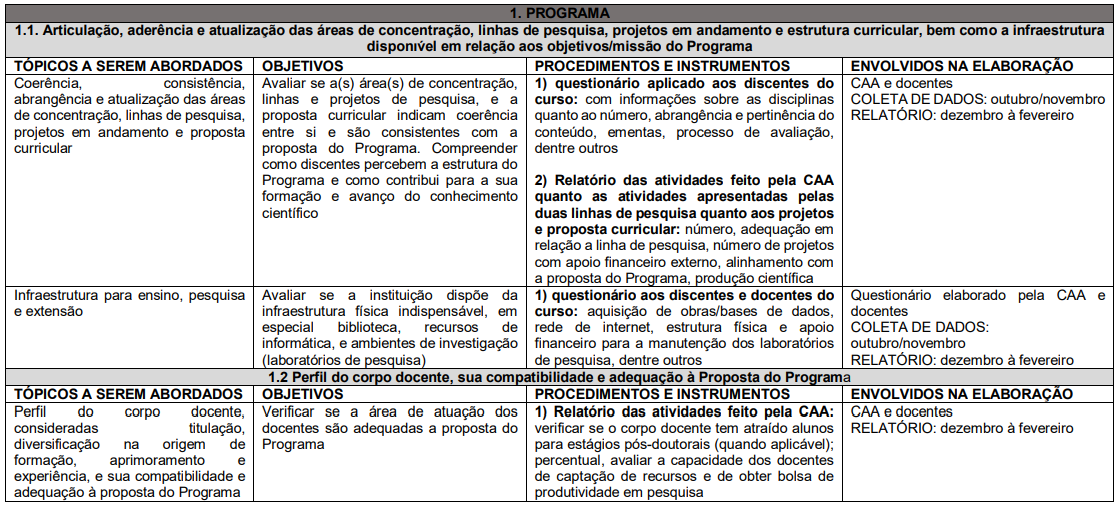 1. PROGRAMA
1.1. Articulação, aderência e atualização das áreas de concentração, linhas de pesquisa, projetos em andamento e estrutura curricular, bem como a infraestrutura
disponível em relação aos objetivos/missão do Programa
TÓPICOS A SEREM ABORDADOS
OBJETIVOS
PROCEDIMENTOS E INSTRUMENTOS
ENVOLVIDOS NA ELABORAÇÃO
Coerência, consistência,
abrangência e atualização das áreas
de concentração, linhas de pesquisa,
projetos em andamento e proposta
curricular
Avaliar se a(s) área(s) de concentração,
linhas e projetos de pesquisa, e a
proposta curricular indicam coerência
entre si e são consistentes com a
proposta do Programa. Compreender
como discentes percebem a estrutura do
Programa e como contribui para a sua
formação e avanço do conhecimento
científico
1) questionário aplicado aos discentes do
curso: com informações sobre as disciplinas
quanto ao número, abrangência e pertinência do
conteúdo, ementas, processo de avaliação,
dentre outros
2) Relatório das atividades feito pela CAA
quanto as atividades apresentadas pelas
duas linhas de pesquisa quanto aos projetos
e proposta curricular: número, adequação em
relação a linha de pesquisa, número de projetos
com apoio financeiro externo, alinhamento com
a proposta do Programa, produção científica
CAA e docentes
COLETA DE DADOS: outubro/novembro
RELATÓRIO: dezembro à fevereiro
Infraestrutura para ensino, pesquisa
e extensão
Avaliar se a instituição dispõe da
infraestrutura física indispensável, em
especial biblioteca, recursos de
informática, e ambientes de investigação
(laboratórios de pesquisa)
1) questionário aos discentes e docentes do
curso: aquisição de obras/bases de dados,
rede de internet, estrutura física e apoio
financeiro para a manutenção dos laboratórios
de pesquisa, dentre outros
Questionário elaborado pela CAA e
docentes
COLETA DE DADOS:
outubro/novembro
RELATÓRIO: dezembro à fevereiro
1.2 Perfil do corpo docente, sua compatibilidade e adequação à Proposta do Programa
TÓPICOS A SEREM ABORDADOS
OBJETIVOS
PROCEDIMENTOS E INSTRUMENTOS
ENVOLVIDOS NA ELABORAÇÃO
Perfil do corpo docente,
consideradas titulação,
diversificação na origem de
formação, aprimoramento e
experiência, e sua compatibilidade e
adequação à proposta do Programa
Verificar se a área de atuação dos
docentes são adequadas a proposta do
Programa
1) Relatório das atividades feito pela CAA:
verificar se o corpo docente tem atraído alunos
para estágios pós-doutorais (quando aplicável);
percentual, avaliar a capacidade dos docentes
de captação de recursos e de obter bolsa de
produtividade em pesquisa
CAA e docentes
RELATÓRIO: dezembro à fevereiro